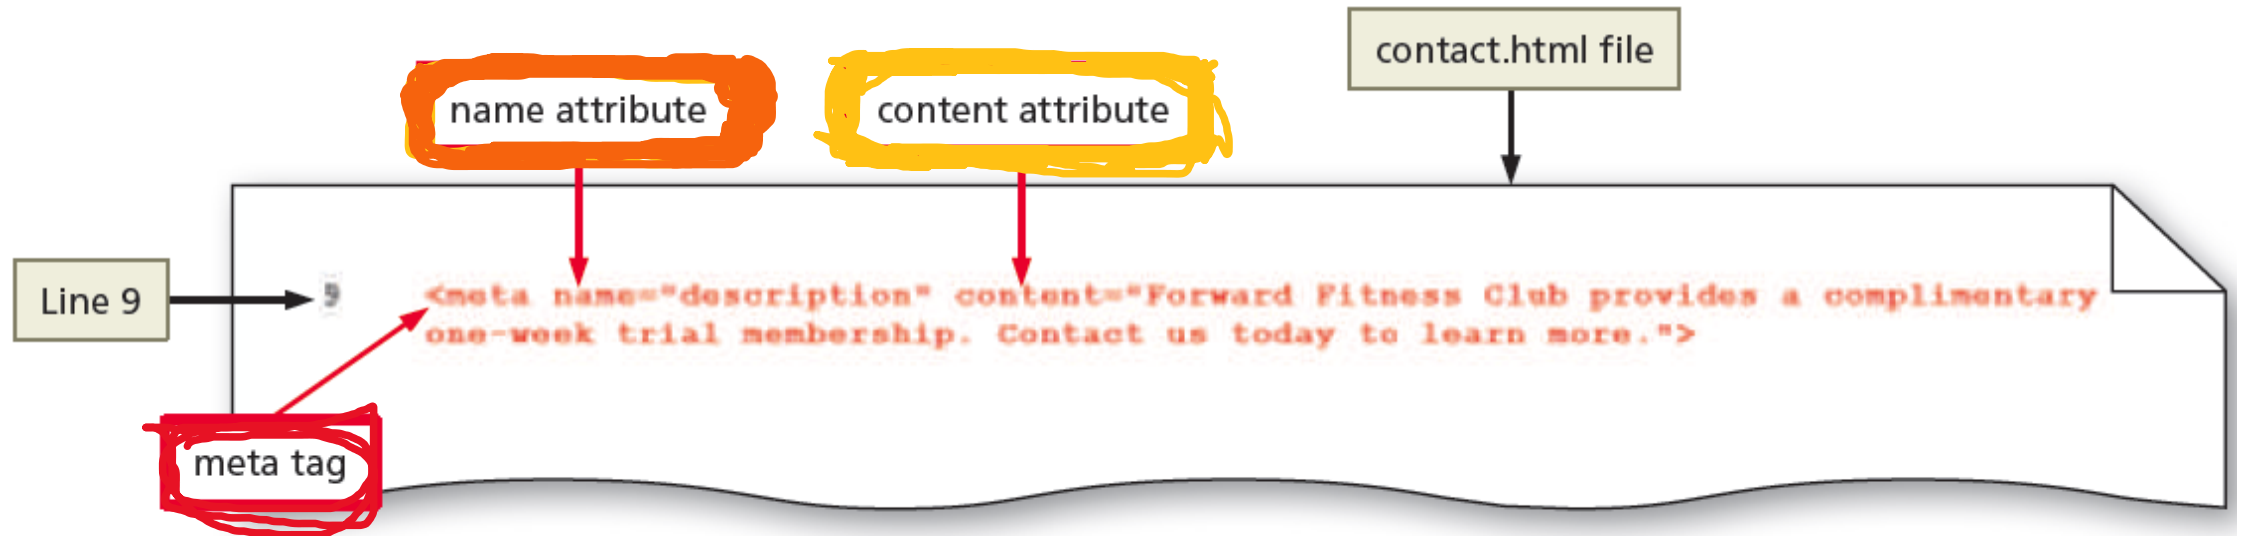 contact.html file
name attribute
content attribute
Line 9
9
<meta name="description" content="Forward Fitness Club provides a complimentary
one-week trial membership. Contact us today to learn more.">
meta tag